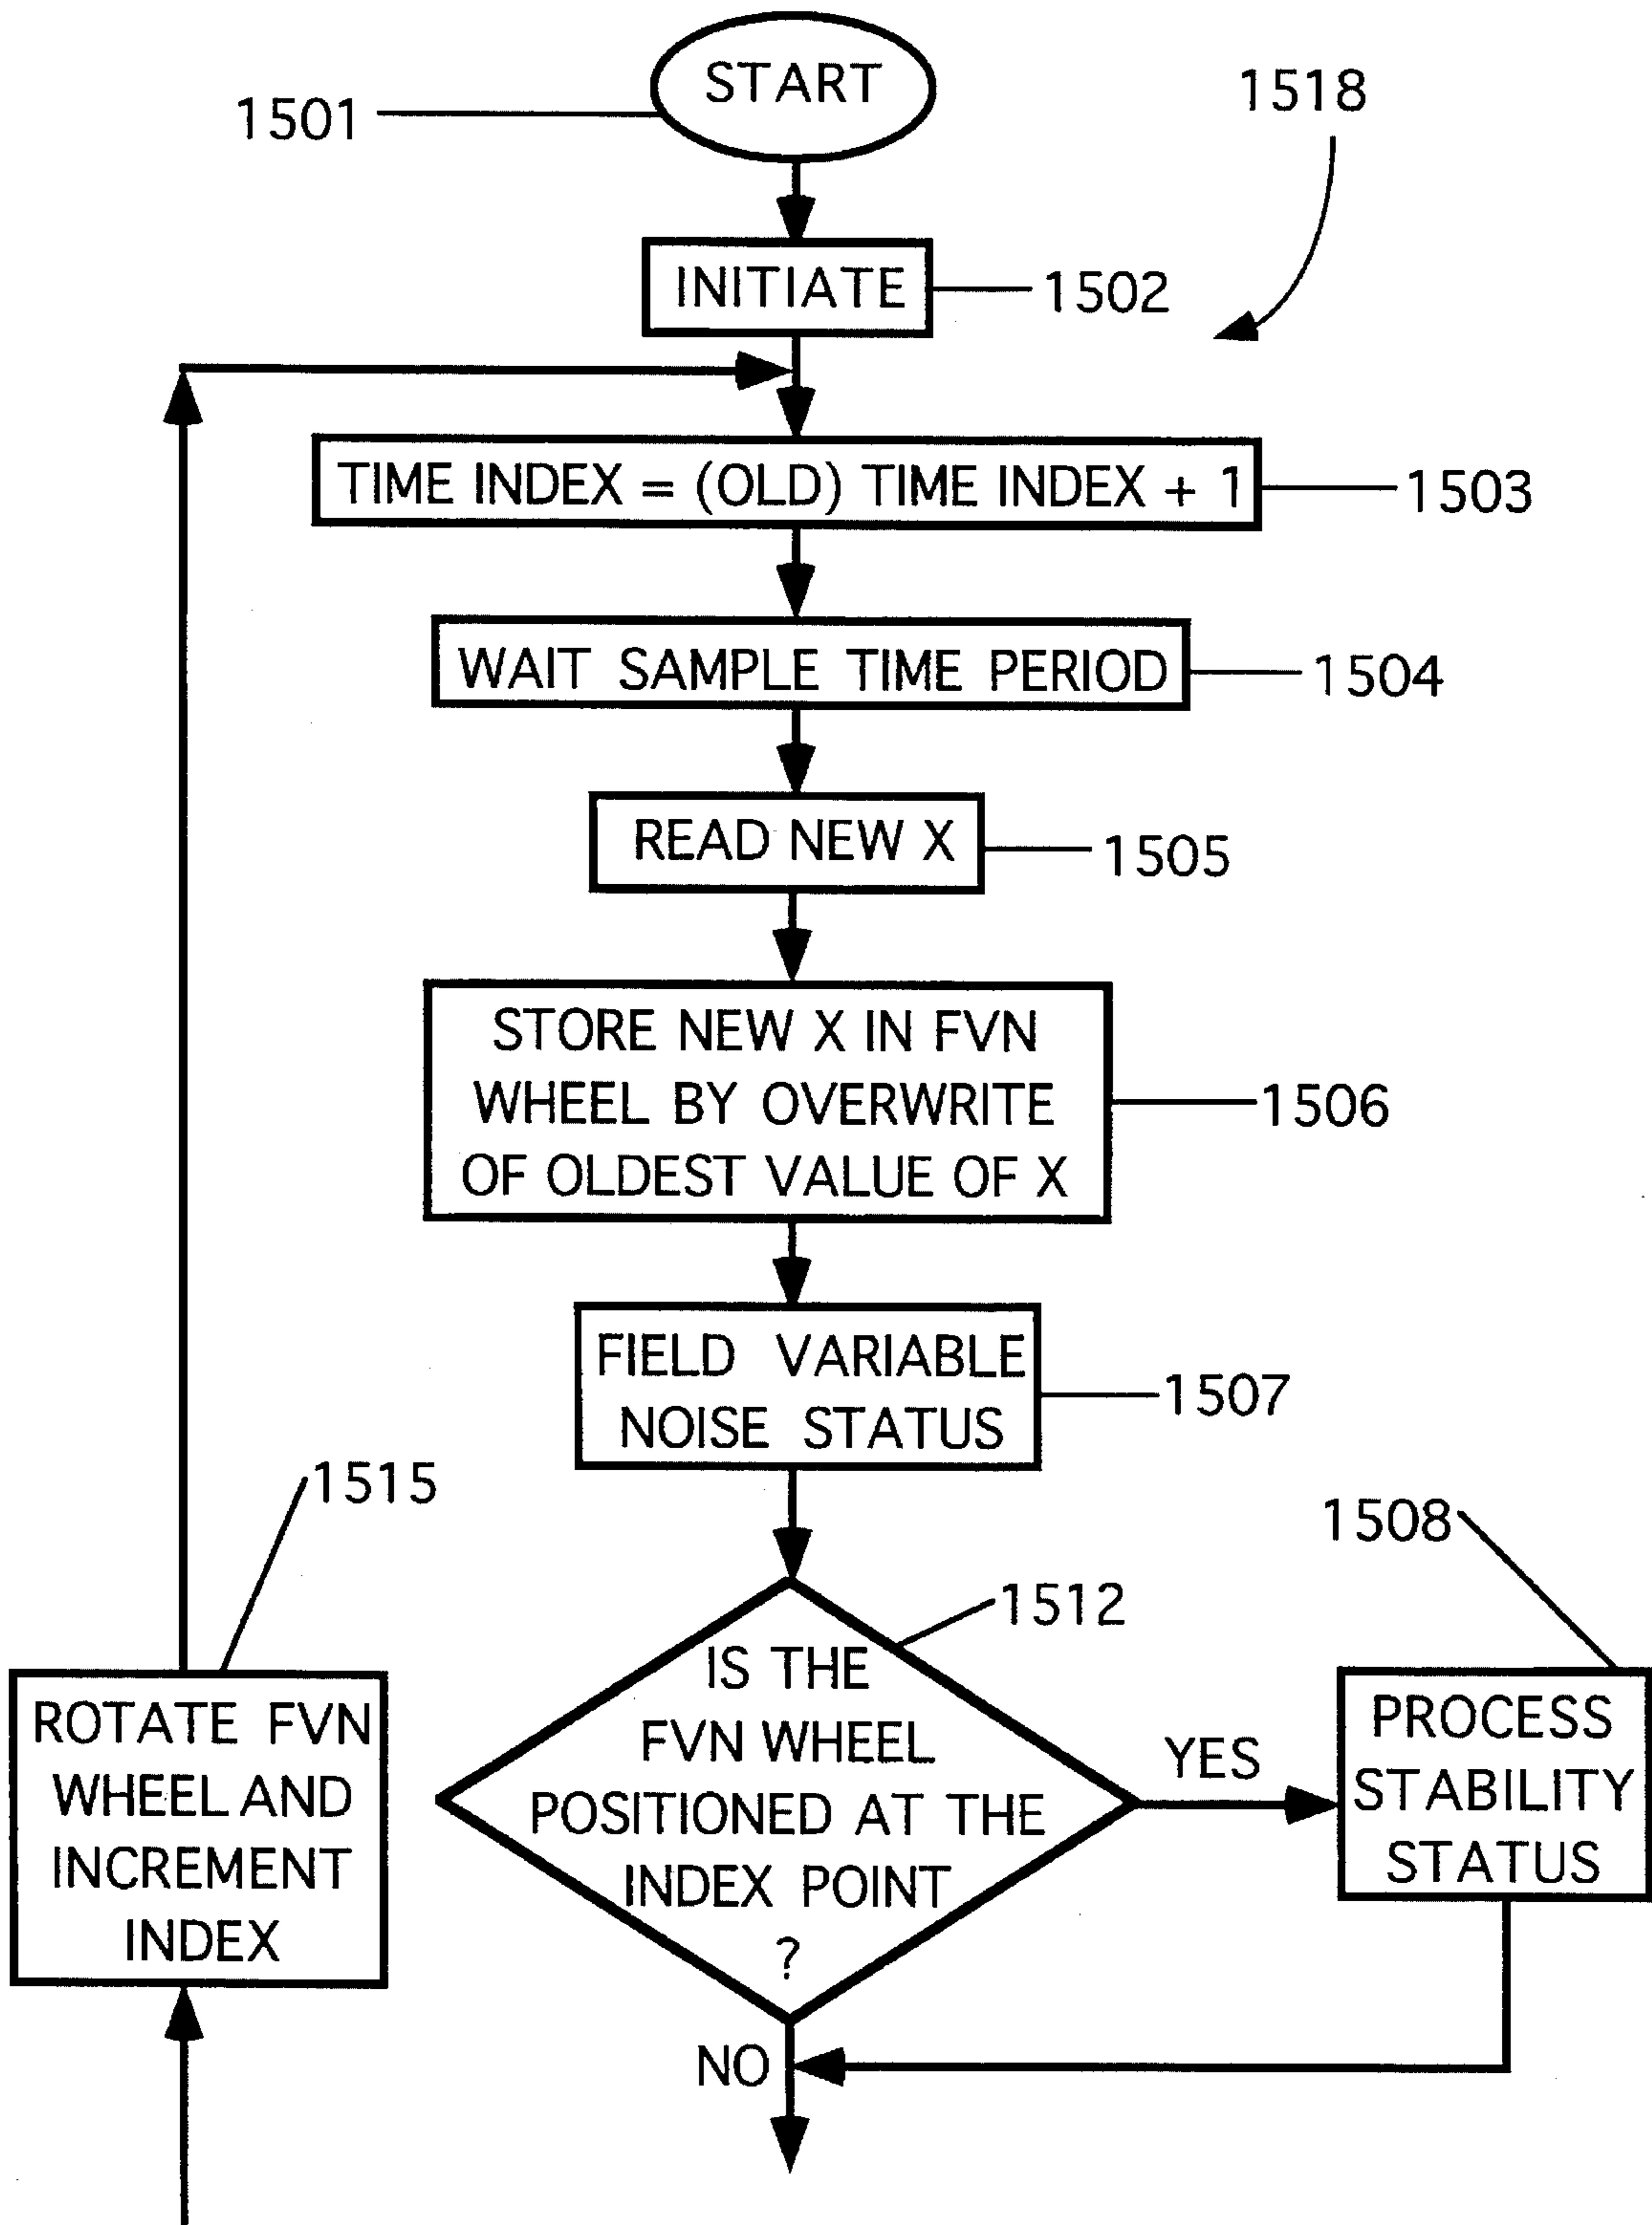 START
1501
1518
INITIATE
1502
TIME INDEX = (OLD) TIME INDEX + 1
1503
WAIT SAMPLE TIME PERIOD
1504
READ NEW X
1505
STORE NEW X IN FVN
WHEEL BY OVERWRITE
OF OLDEST VALUE OF X
1506
FIELD VARIABLE
NOISE STATUS
1507
1515
ROTATE FVN
WHEEL AND
INCREMENT
INDEX
1512
IS THE
FVN WHEEL
POSITIONED AT THE
INDEX POINT
?
YES
1508
PROCESS
STABILITY
STATUS
NO